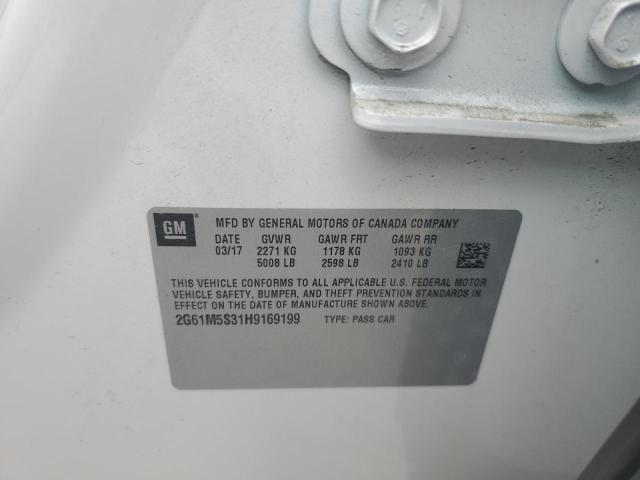 GM
MFD BY GENERAL MOTORS OF CANADA COMPANY
DATE GVWR GAWR FRT GAWR RR
03/17 2271 KG 1178 KG 1093 KG
5008 LB 2598 LB 2410 LB
THIS VEHICLE CONFORMS TO ALL APPLICABLE U.S. FEDERAL MOTOR
VEHICLE SAFETY, BUMPER, AND THEFT PREVENTION STANDARDS IN
EFFECT ON THE DATE OF MANUFACTURE SHOWN ABOVE.
2G61M5S31H9169199 TYPE: PASS CAR